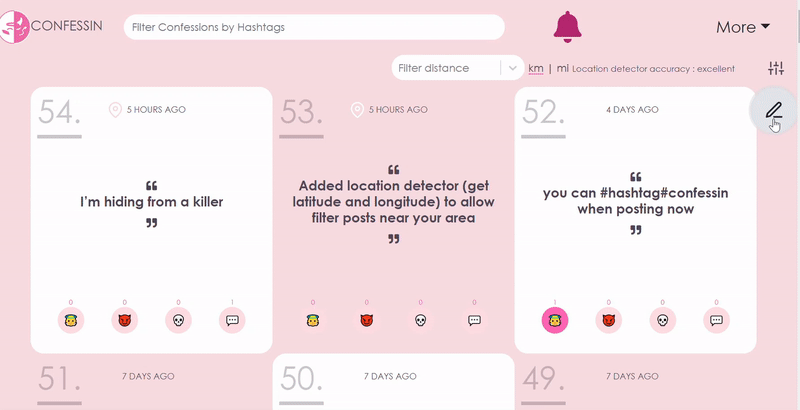 CONFESSIN
Filter Confessions by Hashtags
More
Filter distance
km | mi Location detector accuracy : excellent
54.
5 HOURS AGO
❝
I'm hiding from a killer
❞
0 0 0 1
53.
5 HOURS AGO
❝
Added location detector (get
latitude and longitude) to allow
filter posts near your area
❞
0 0 0 0
52.
4 DAYS AGO
❝
you can #hashtag#confessin
when posting now
❞
1 0 0 0
51.
7 DAYS AGO
50.
7 DAYS AGO
49.
7 DAYS AGO